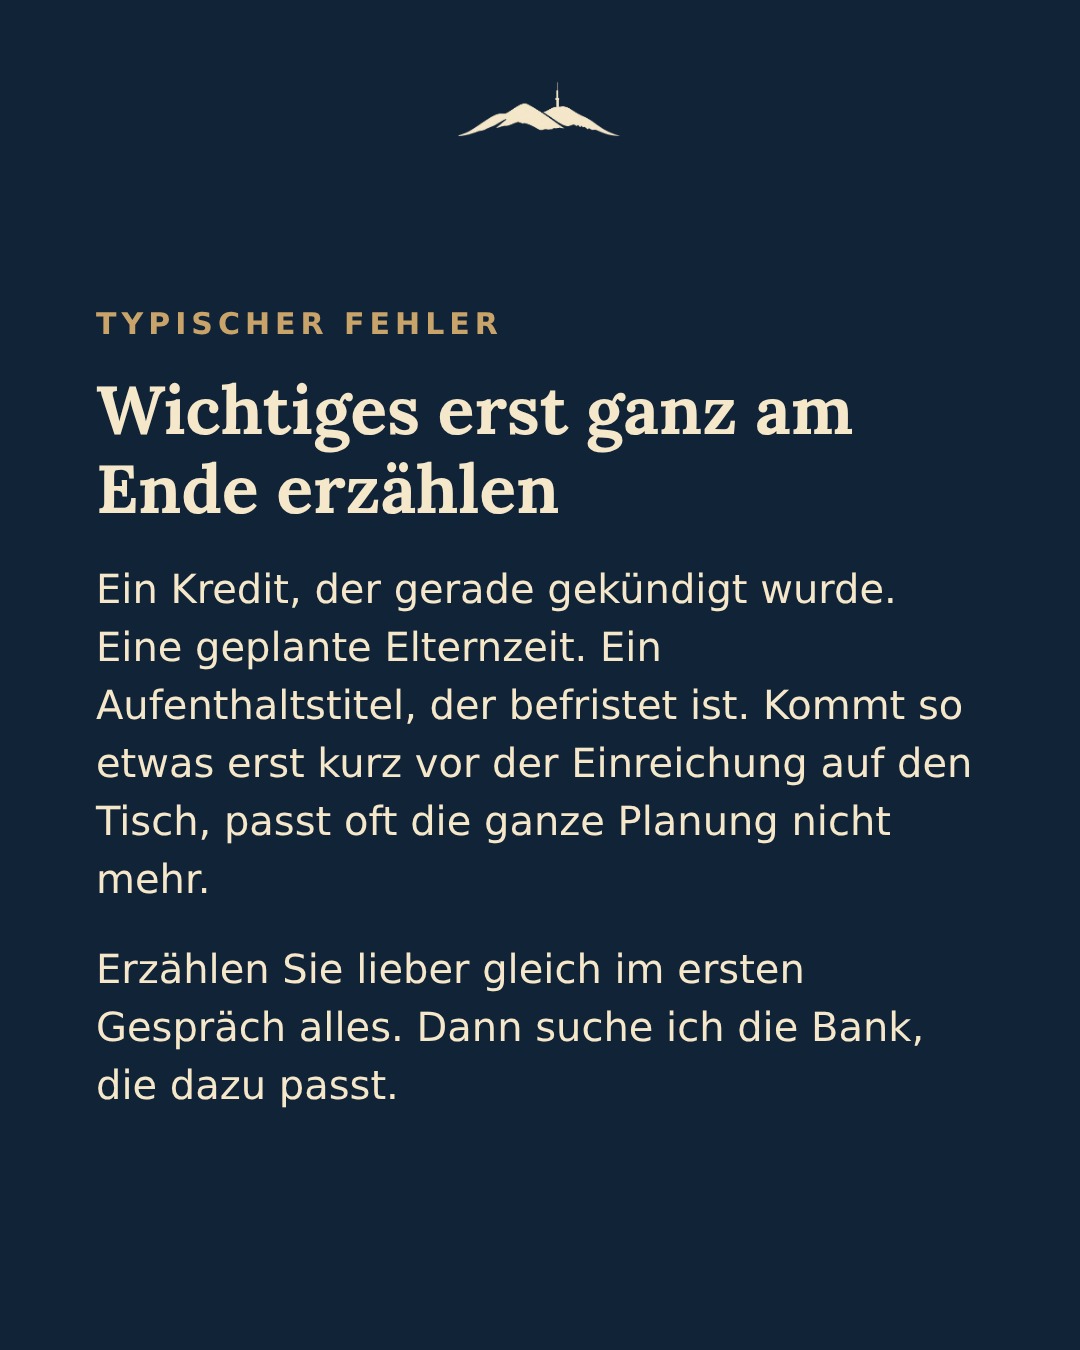 TYPISCHER FEHLER
Wichtiges erst ganz am
Ende erzählen
Ein Kredit, der gerade gekündigt wurde.
Eine geplante Elternzeit. Ein
Aufenthaltstitel, der befristet ist. Kommt so
etwas erst kurz vor der Einreichung auf den
Tisch, passt oft die ganze Planung nicht
mehr.
Erzählen Sie lieber gleich im ersten
Gespräch alles. Dann suche ich die Bank,
die dazu passt.